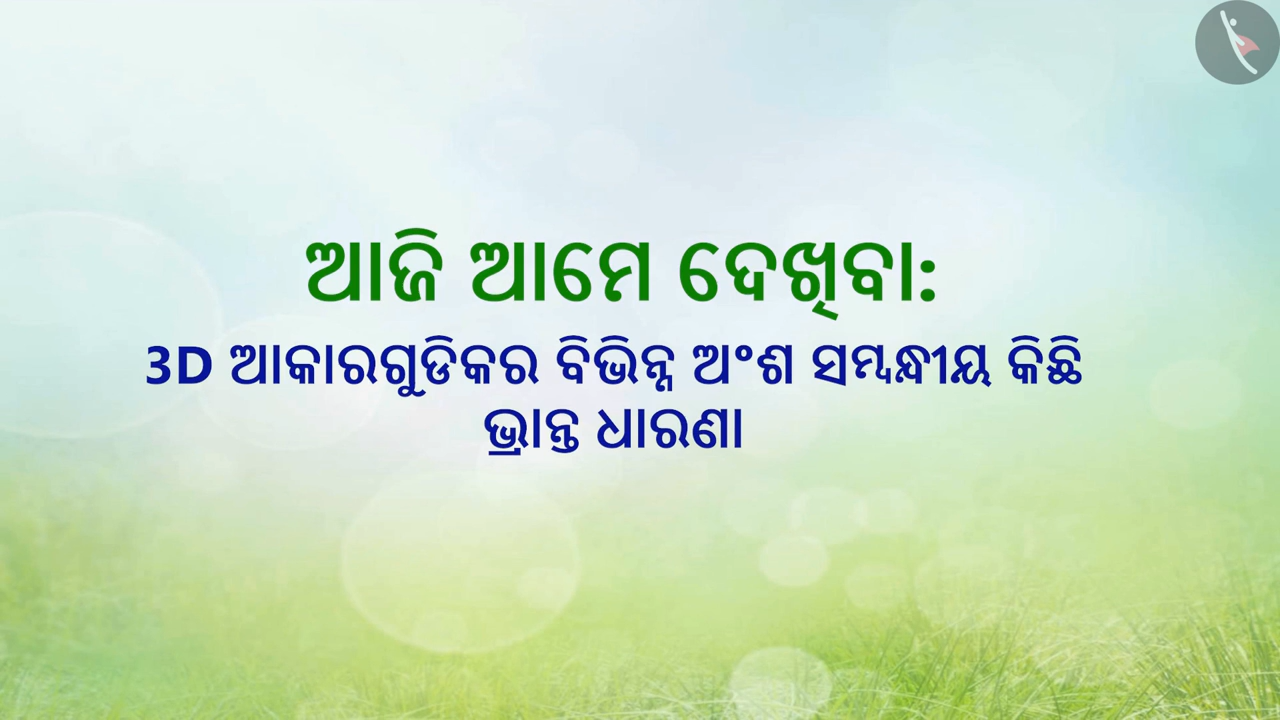 ଆଜି ଆମେ ଦେଖିବା:
3D ଆକାରଗୁଡିକର ବିଭିନ୍ନ ଅଂଶ ସମ୍ବନ୍ଧୀୟ କିଛି
ଭ୍ରାନ୍ତ ଧାରଣା